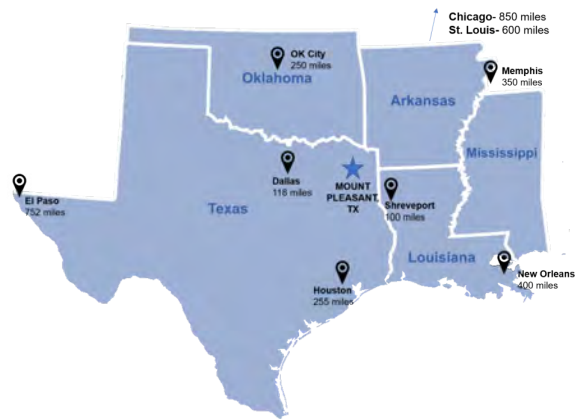 Chicago- 850 miles
St. Louis- 600 miles
OK City
250 miles
Oklahoma
Memphis
350 miles
Arkansas
Mississippi
Dallas
116 miles
MOUNT
PLEASANT,
TX
El Paso
752 miles
Texas
Shreveport
100 miles
Louisiana
New Orleans
400 miles
Houston
255 miles